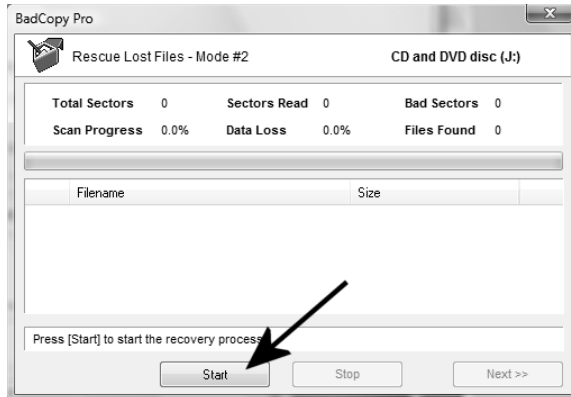 BadCopy Pro
Rescue Lost Files - Mode #2 CD and DVD disc (J:)
Total Sectors 0 Sectors Read 0 Bad Sectors 0
Scan Progress 0.0% Data Loss 0.0% Files Found 0
Filename Size
Press [Start] to start the recovery process
Start Stop Next >>